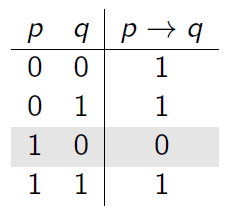 p q p → q
0 0 1
0 1 1
1 0 0
1 1 1